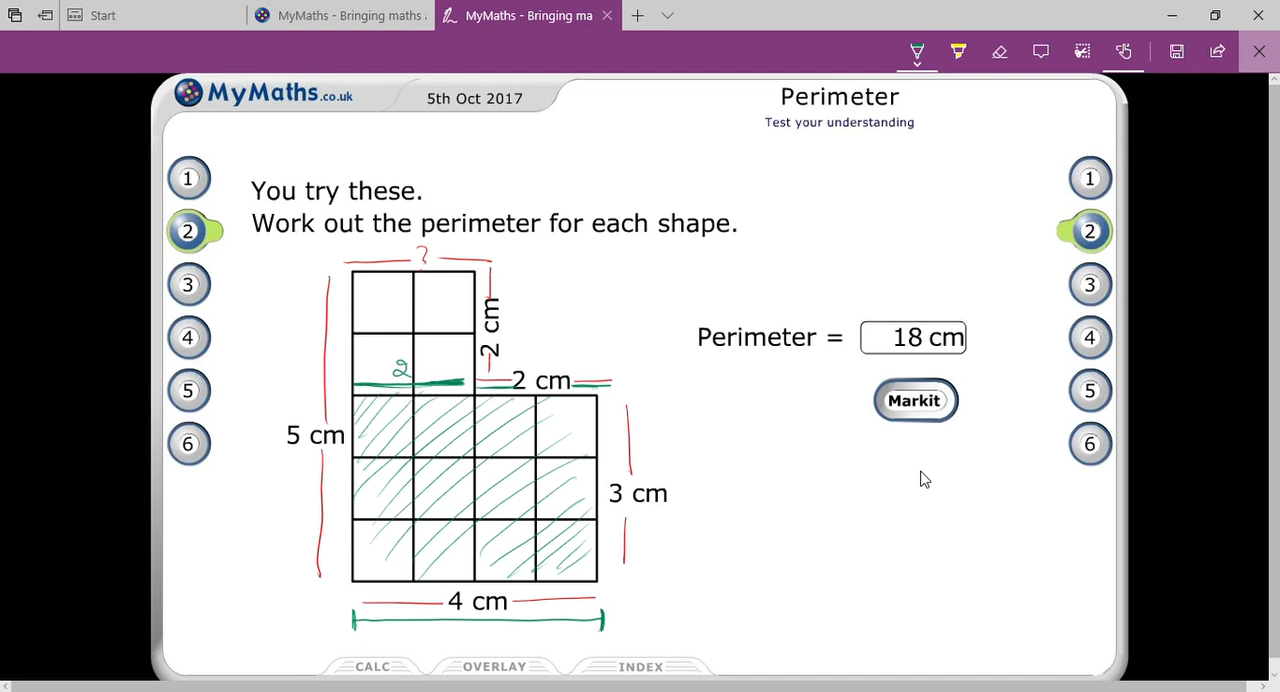 Start
MyMaths - Bringing maths a
MyMaths - Bringing ma
MyMaths.co.uk
5th Oct 2017
Perimeter
Test your understanding
1
2
3
4
5
6
1
2
3
4
5
6
You try these.
Work out the perimeter for each shape.
?
2 cm
2
2 cm
5 cm
3 cm
4 cm
Perimeter = 18 cm
Markit
CALC
OVERLAY
INDEX